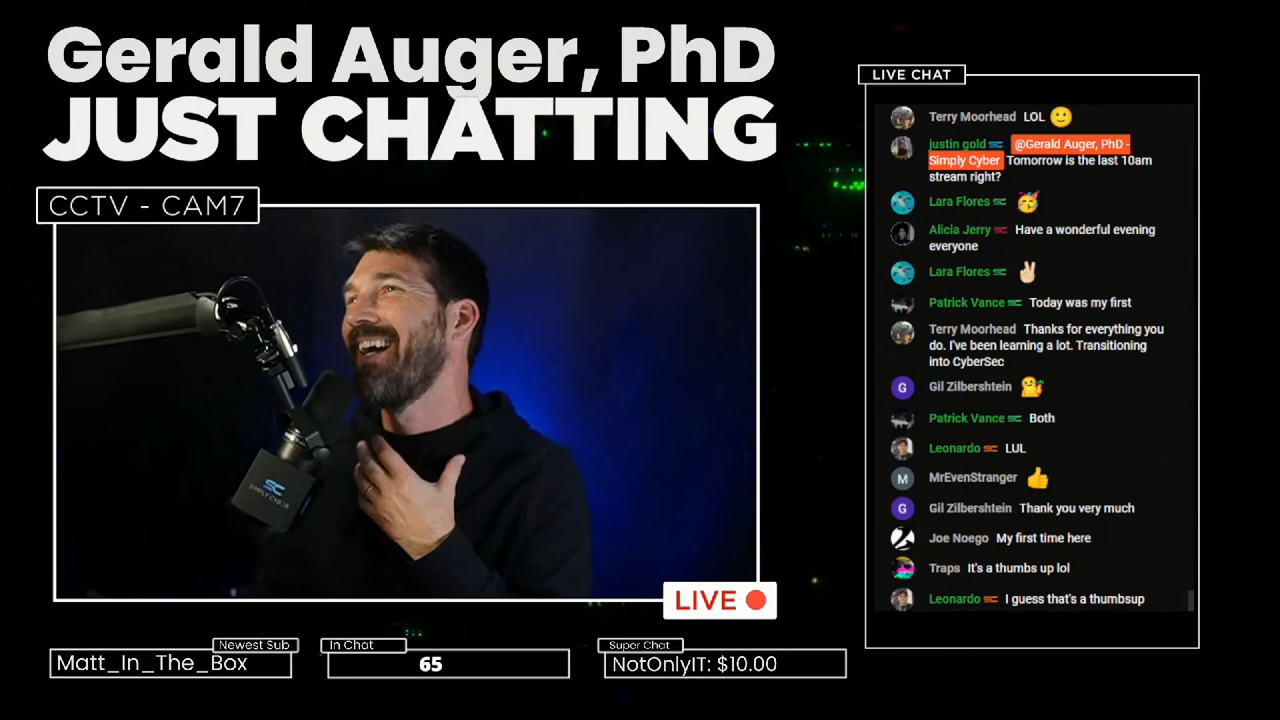 Gerald Auger, PhD
JUST CHATTING
CCTV - CAM7
SIMPLY CYBER
LIVE
Newest Sub
Matt_In_The_Box
In Chat
65
Super Chat
NotOnlyIT: $10.00
LIVE CHAT
Terry Moorhead LOL 🙂
justin gold @Gerald Auger, PhD -
Simply Cyber Tomorrow is the last 10am
stream right?
Lara Flores 🥳
Alicia Jerry Have a wonderful evening
everyone
Lara Flores ✌🏻
Patrick Vance Today was my first
Terry Moorhead Thanks for everything you
do. I've been learning a lot. Transitioning
into CyberSec
G Gil Zilbershtein
Patrick Vance Both
Leonardo LUL
M MrEvenStranger 👍
G Gil Zilbershtein Thank you very much
Joe Noego My first time here
Traps It's a thumbs up lol
Leonardo I guess that's a thumbsup